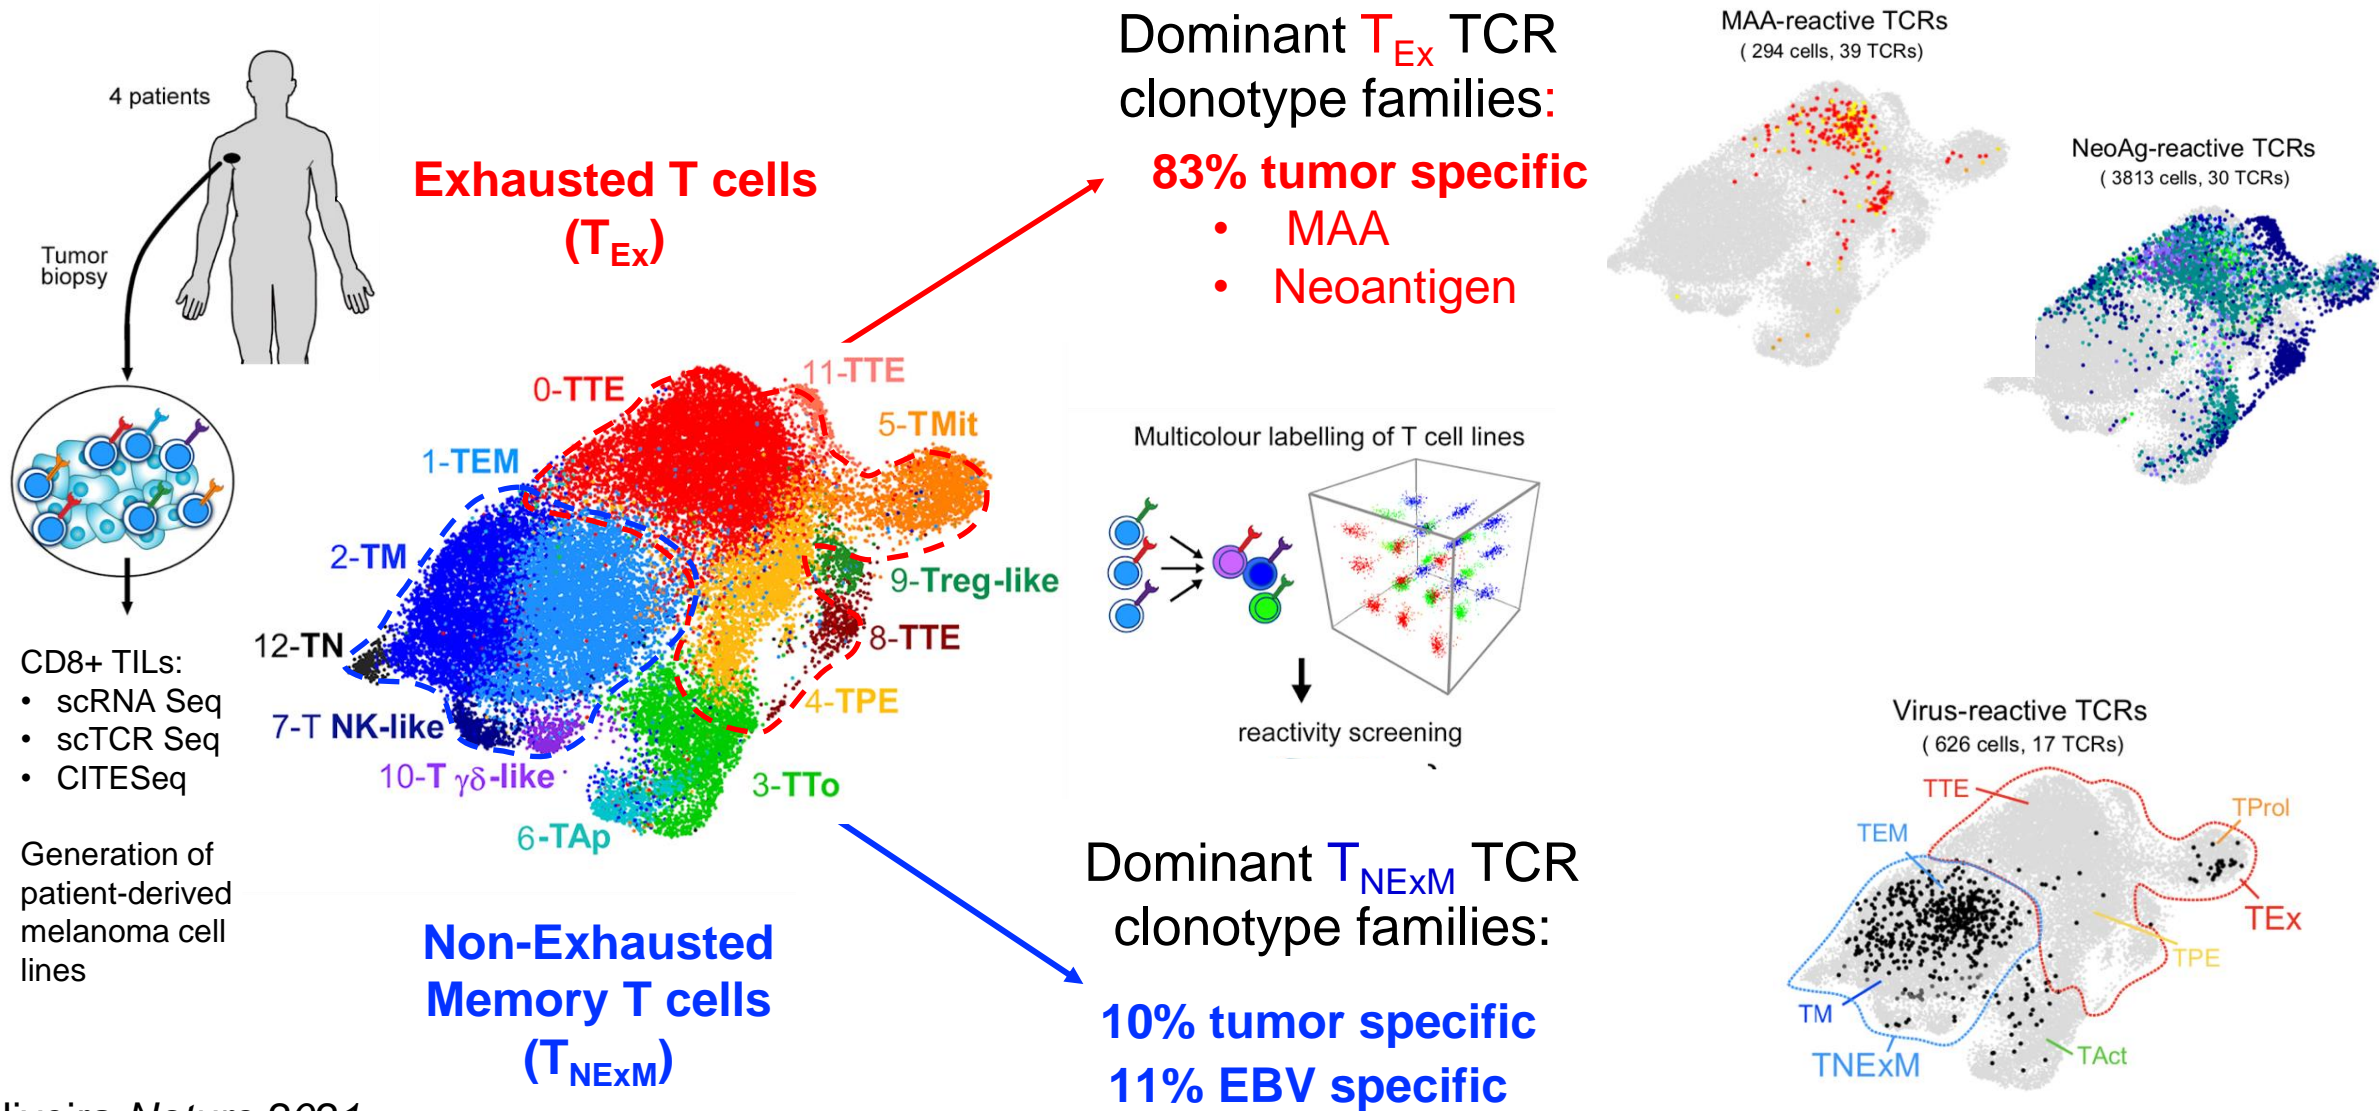 4 patients
Tumor
biopsy
CD8+ TILs:
• scRNA Seq
• scTCR Seq
• CITESeq
Generation of
patient-derived
melanoma cell
lines
Exhausted T cells
(TEx)
0-TTE
11-TTE
5-TMit
1-TEM
2-TM
9-Treg-like
12-TN
8-TTE
4-TPE
7-T NK-like
10-T γδ-like
3-TTo
6-TAp
Non-Exhausted
Memory T cells
(TNExM)
Dominant TEx TCR
clonotype families:
83% tumor specific
• MAA
• Neoantigen
Multicolour labelling of T cell lines
reactivity screening
Dominant TNExM TCR
clonotype families:
10% tumor specific
11% EBV specific
MAA-reactive TCRs
( 294 cells, 39 TCRs)
NeoAg-reactive TCRs
( 3813 cells, 30 TCRs)
Virus-reactive TCRs
( 626 cells, 17 TCRs)
TTE
TProl
TEM
TEx
TPE
TM
TAct
TNExM